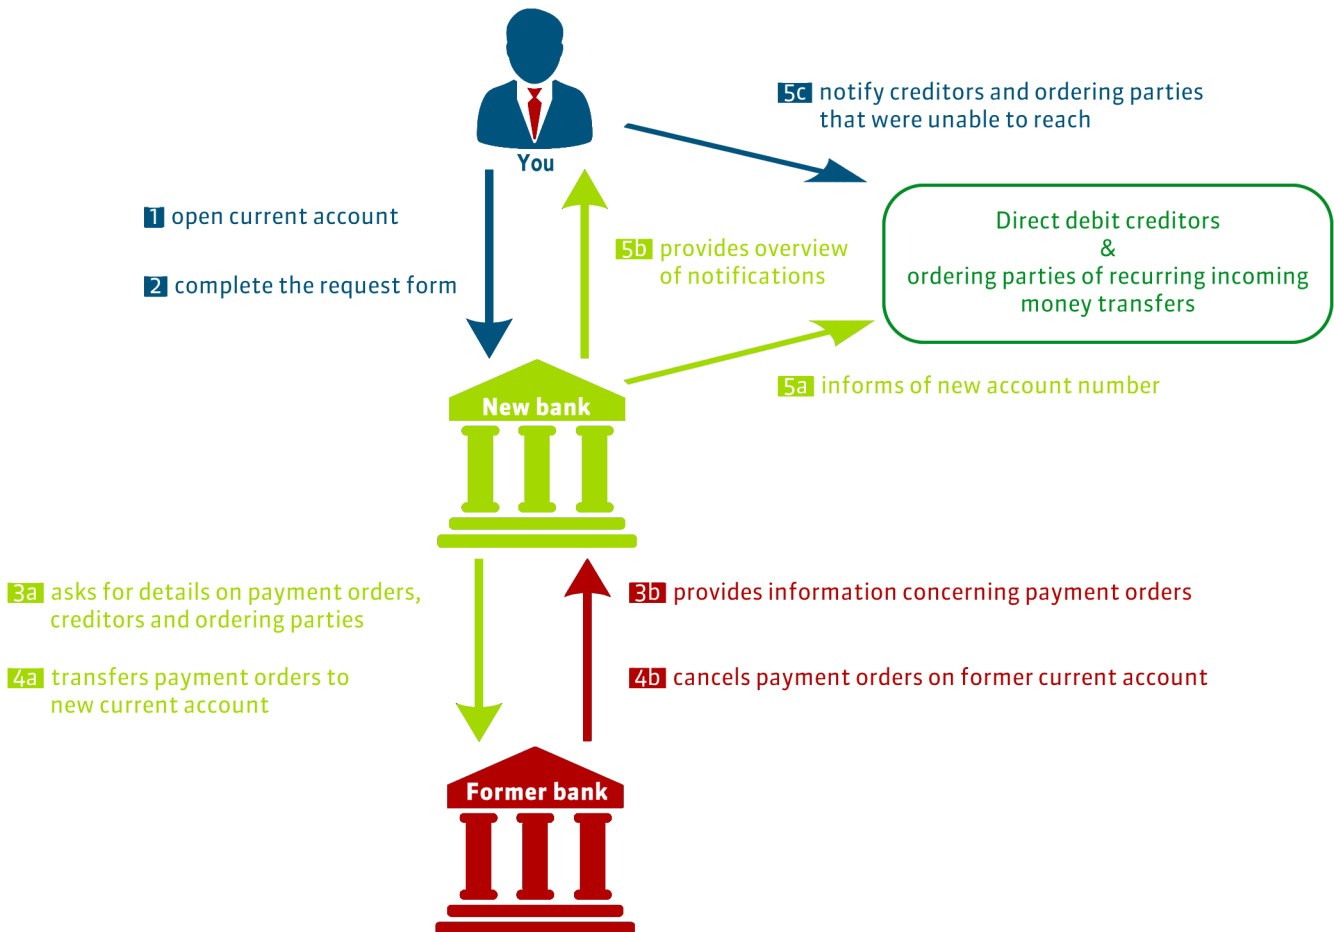 You
5c notify creditors and ordering parties
that were unable to reach
1 open current account
2 complete the request form
5b provides overview
of notifications
Direct debit creditors
&
ordering parties of recurring incoming
money transfers
5a informs of new account number
New bank
3a asks for details on payment orders,
creditors and ordering parties
3b provides information concerning payment orders
4a transfers payment orders to
new current account
4b cancels payment orders on former current account
Former bank